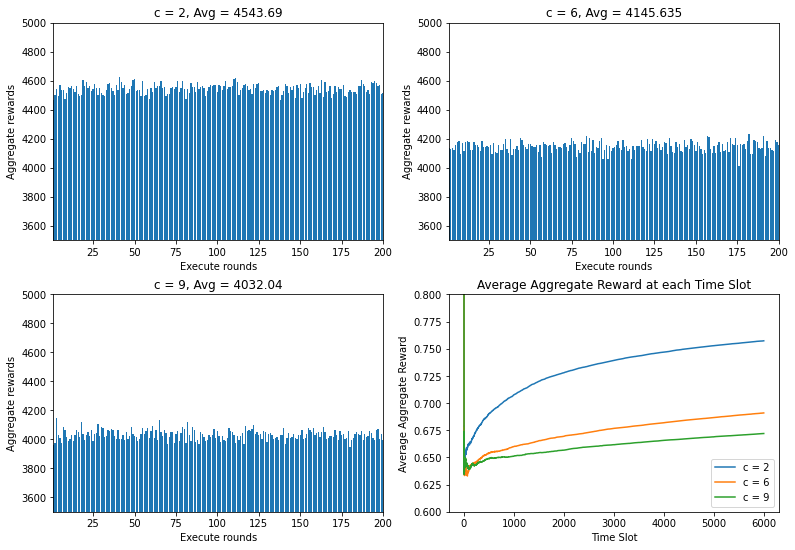 c = 2, Avg = 4543.69
5000
4800
4600
4400
4200
4000
3800
3600
Aggregate rewards
25 50 75 100 125 150 175 200
Execute rounds
c = 6, Avg = 4145.635
5000
4800
4600
4400
4200
4000
3800
3600
Aggregate rewards
25 50 75 100 125 150 175 200
Execute rounds
c = 9, Avg = 4032.04
5000
4800
4600
4400
4200
4000
3800
3600
Aggregate rewards
25 50 75 100 125 150 175 200
Execute rounds
Average Aggregate Reward at each Time Slot
0.800
0.775
0.750
0.725
0.700
0.675
0.650
0.625
0.600
Average Aggregate Reward
c = 2
c = 6
c = 9
0 1000 2000 3000 4000 5000 6000
Time Slot